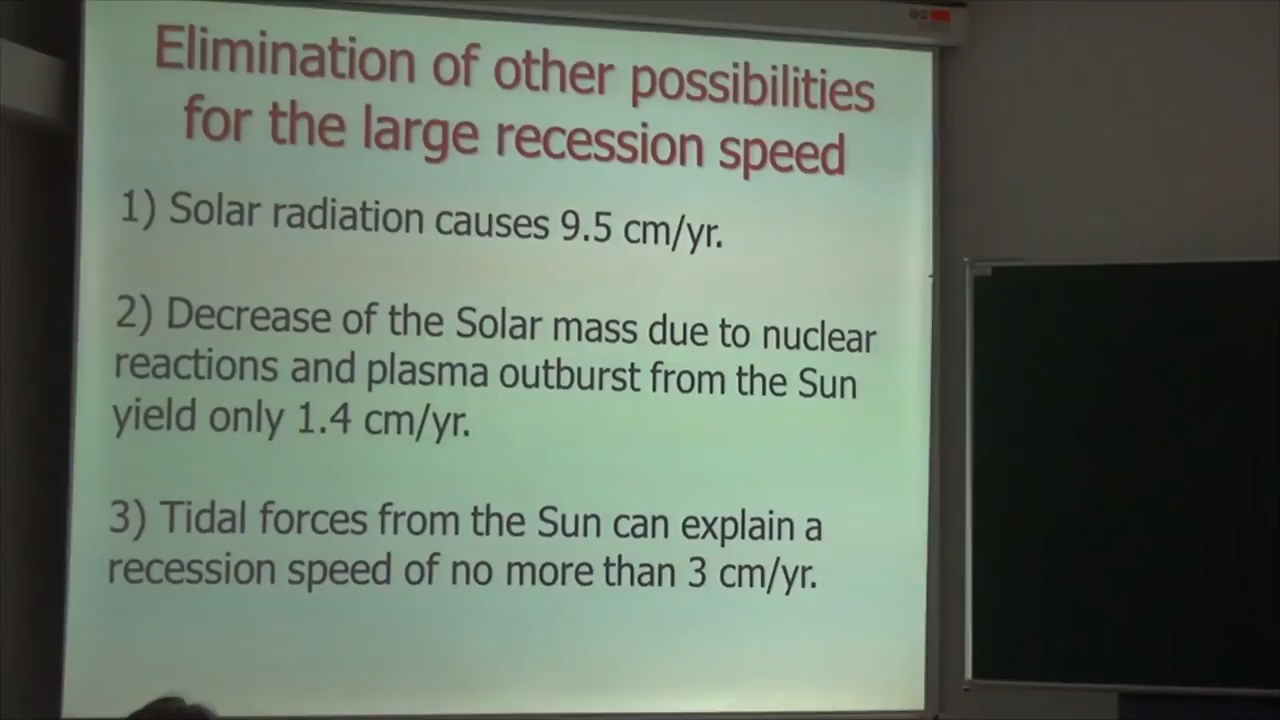 Elimination of other possibilities
for the large recession speed
1) Solar radiation causes 9.5 cm/yr.
2) Decrease of the Solar mass due to nuclear
reactions and plasma outburst from the Sun
yield only 1.4 cm/yr.
3) Tidal forces from the Sun can explain a
recession speed of no more than 3 cm/yr.